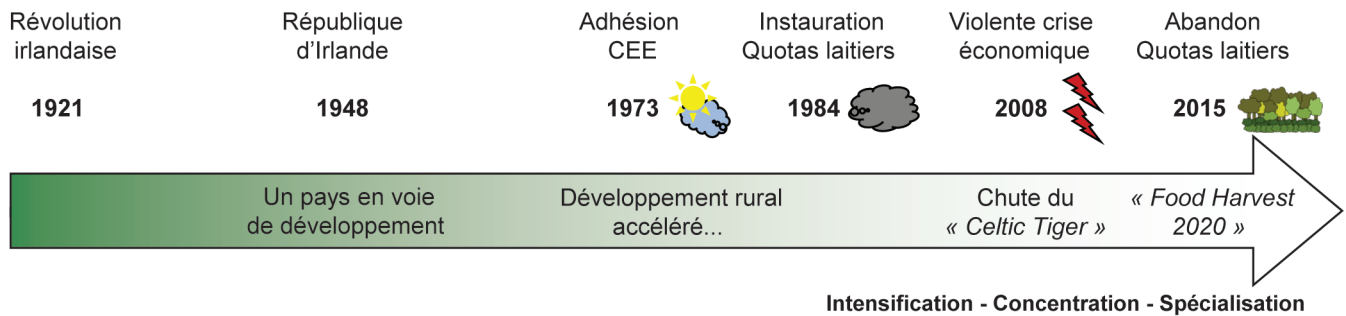 Révolution
irlandaise
1921
République
d'Irlande
1948
Adhésion
CEE
1973
Instauration
Quotas laitiers
1984
Violente crise
économique
2008
Abandon
Quotas laitiers
2015
Un pays en voie
de développement
Développement rural
accéléré...
Chute du
« Celtic Tiger »
« Food Harvest
2020 »
Intensification - Concentration - Spécialisation